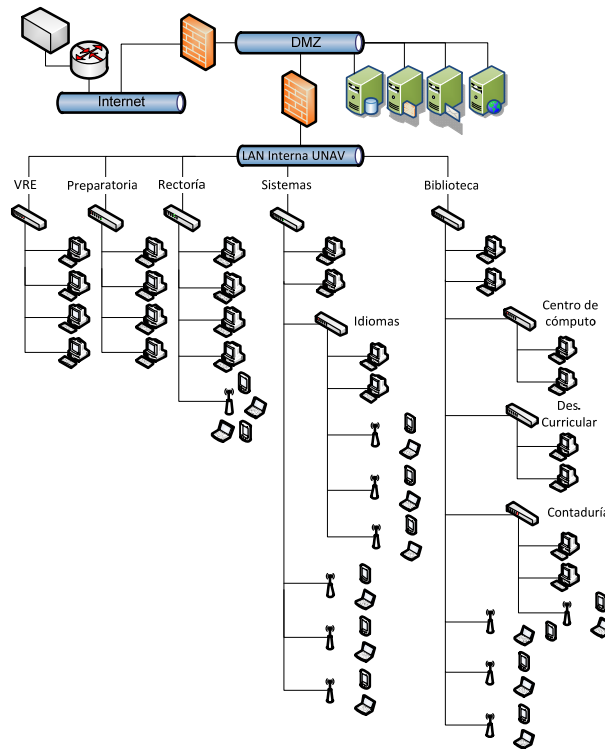 DMZ
Internet
LAN Interna UNAV
VRE
Preparatoria
Rectoría
Sistemas
Biblioteca
Idiomas
Centro de
cómputo
Des.
Curricular
Contaduría